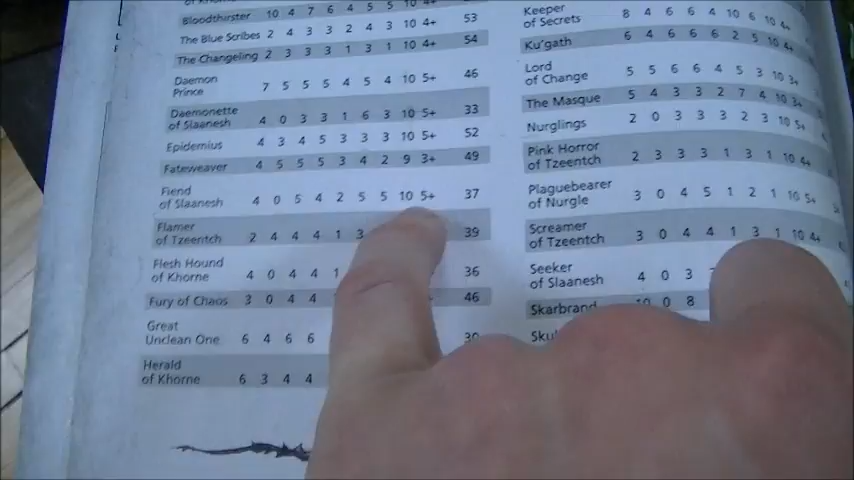 of Khorne
Bloodthirster 10 4 7 6 4 5 5 10 4+ 53
The Blue Scribes 2 4 3 3 2 4 3 10 4+ 54
The Changeling 2 3 3 3 1 3 1 10 4+
Daemon
Prince 7 5 5 5 4 5 4 10 5+ 46
Daemonette
of Slaanesh 4 0 3 3 1 6 3 10 5+ 33
Epidemius 4 3 4 5 3 3 3 10 5+ 52
Fateweaver 4 5 5 5 3 4 2 9 3+ 49
Fiend
of Slaanesh 4 0 5 4 2 5 5 10 5+ 37
Flamer
of Tzeentch 2 4 4 4 1 3 39
Flesh Hound
of Khorne 4 0 4 4 1 36
Fury of Chaos 3 0 4 4 46
Great
Unclean One 6 4 6 6 30
Herald
of Khorne 6 3 4 4
Keeper
of Secrets 8 4 6 6 4 10 6 10 4+
Ku'gath 6 4 6 6 6 2 5 10 4+
Lord
of Change 5 5 6 6 4 5 3 10 3+
The Masque 5 4 3 3 2 7 4 10 3+
Nurglings 2 0 3 3 3 2 3 10 5+
Pink Horror
of Tzeentch 2 3 3 3 1 3 1 10 4+
Plaguebearer
of Nurgle 3 0 4 5 1 2 1 10 5+
Screamer
of Tzeentch 3 0 4 4 1 3 1 10 4+
Seeker
of Slaanesh 4 0 3
Skarbrand 10 0 8